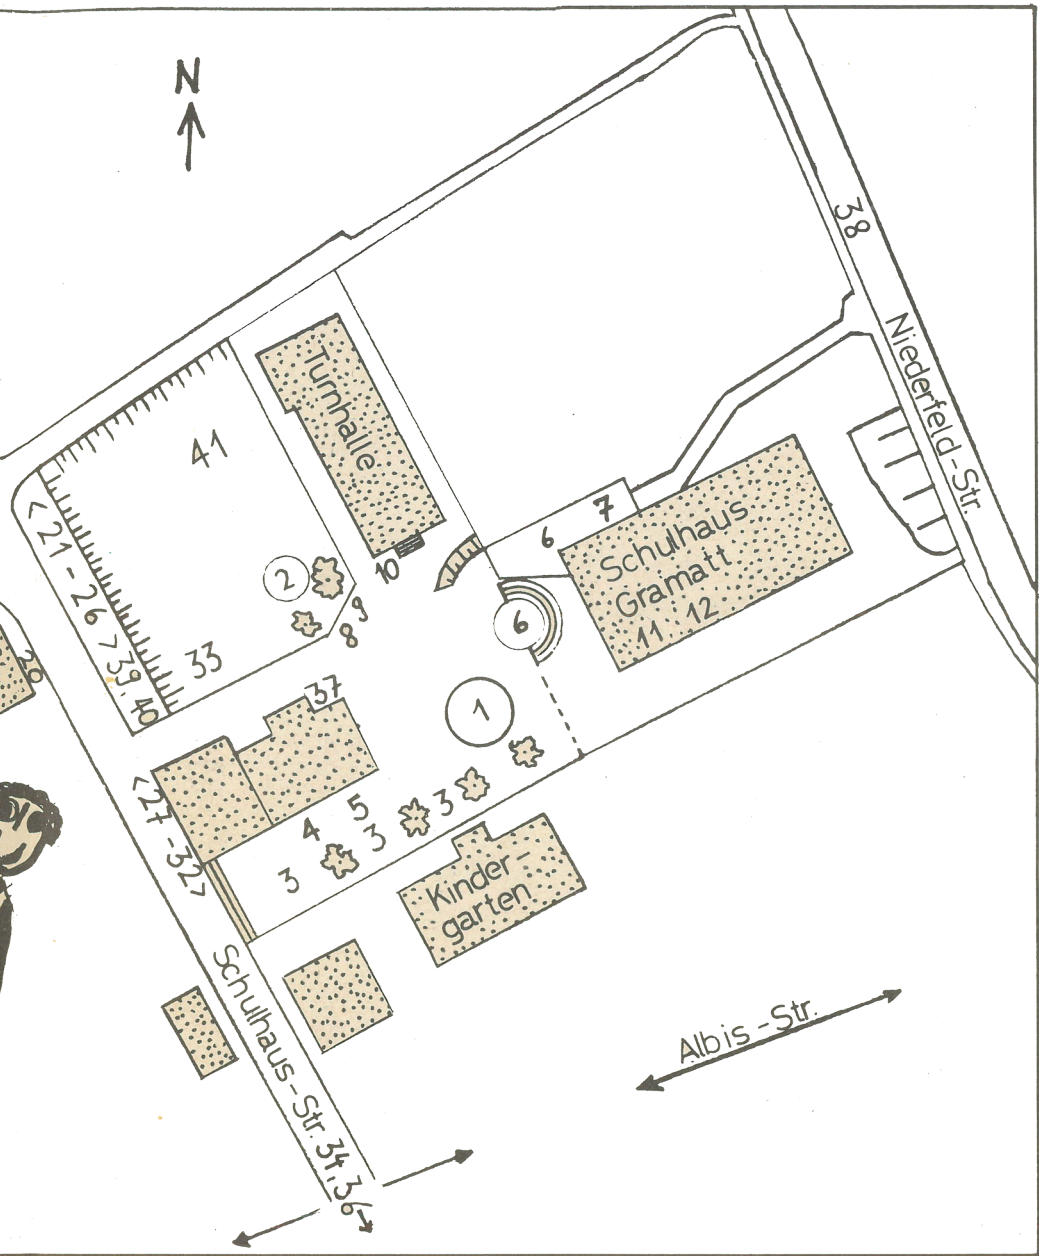 N
38
Niederfeld-Str.
Turnhalle
41
<21-26>39,40
2
10
9
8
33
6
7
6
Schulhaus
Gramatt
11 12
20
37
1
<27-32>
5
4
3
3
3
Kinder-
garten
Schulhaus-Str. 34,36
Albis-Str.